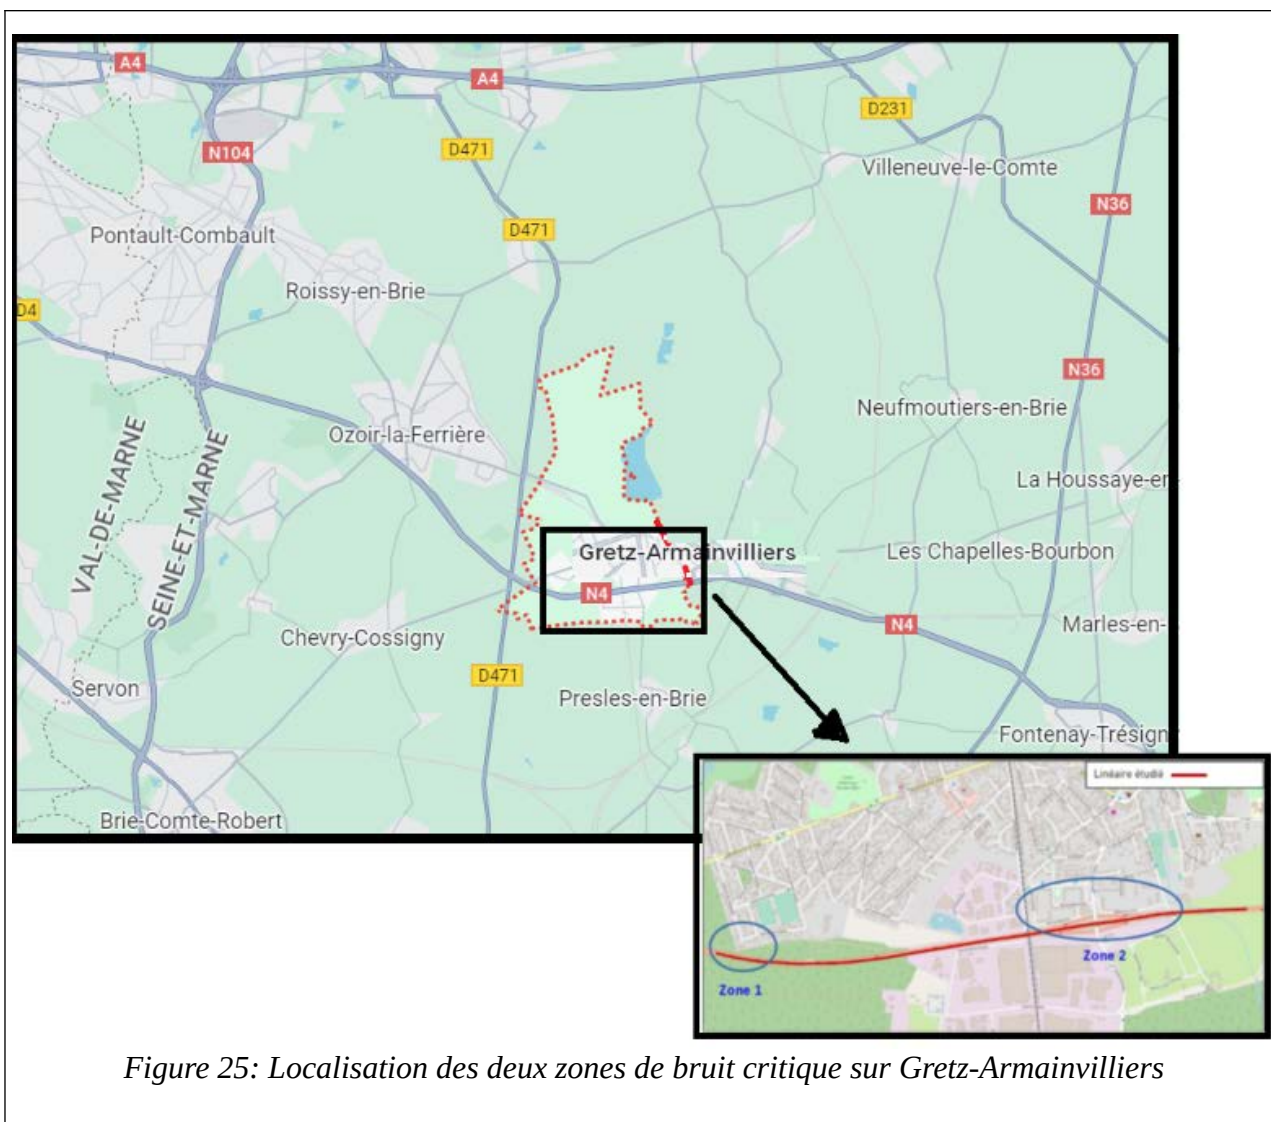 A4
A4
D231
N104
D471
Villeneuve-le-Comte
N36
D471
Pontault-Combault
Roissy-en-Brie
D4
N36
Neufmoutiers-en-Brie
Ozoir-la-Ferrière
VAL-DE-MARNE
SEINE-ET-MARNE
La Houssaye-en-
Gretz-Armainvilliers
Les Chapelles-Bourbon
N4
N4
Marles-en-
Chevry-Cossigny
D471
Servon
Presles-en-Brie
Fontenay-Trésign
Brie-Comte-Robert
Linéaire étudié
Zone 2
Zone 1
Figure 25: Localisation des deux zones de bruit critique sur Gretz-Armainvilliers